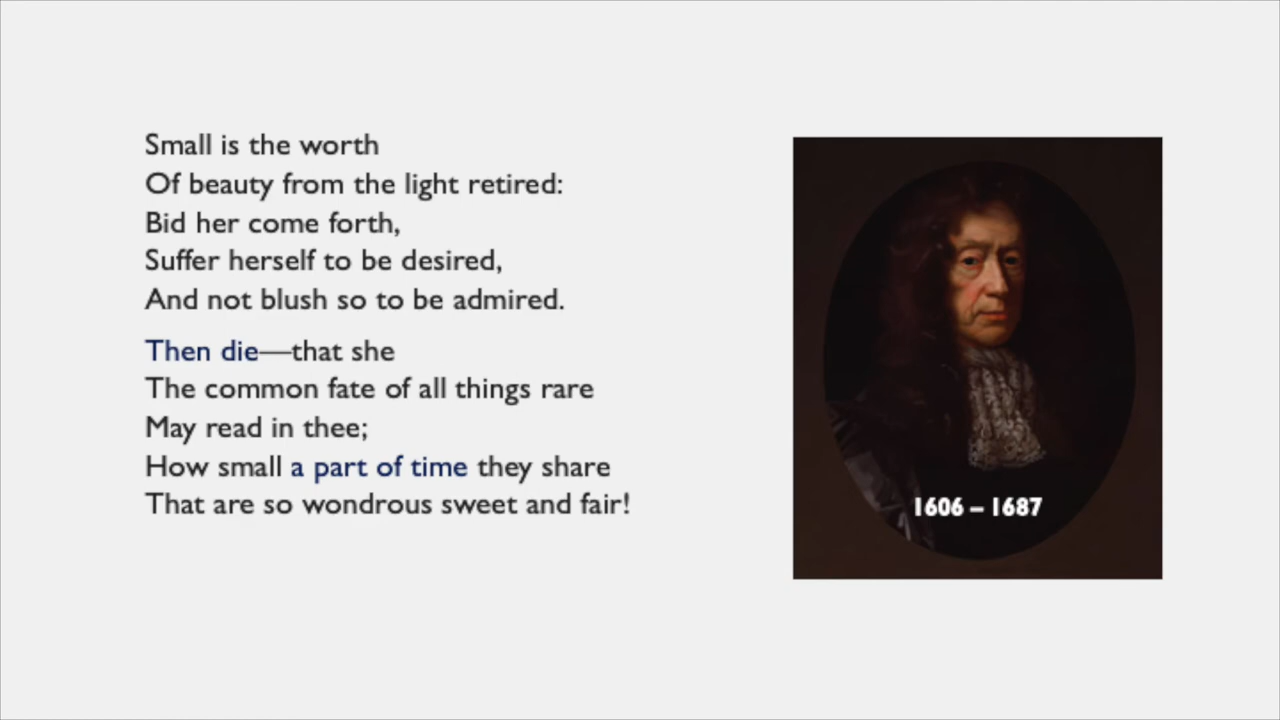 Small is the worth
Of beauty from the light retired:
Bid her come forth,
Suffer herself to be desired,
And not blush so to be admired.
Then die—that she
The common fate of all things rare
May read in thee;
How small a part of time they share
That are so wondrous sweet and fair!
1606 – 1687